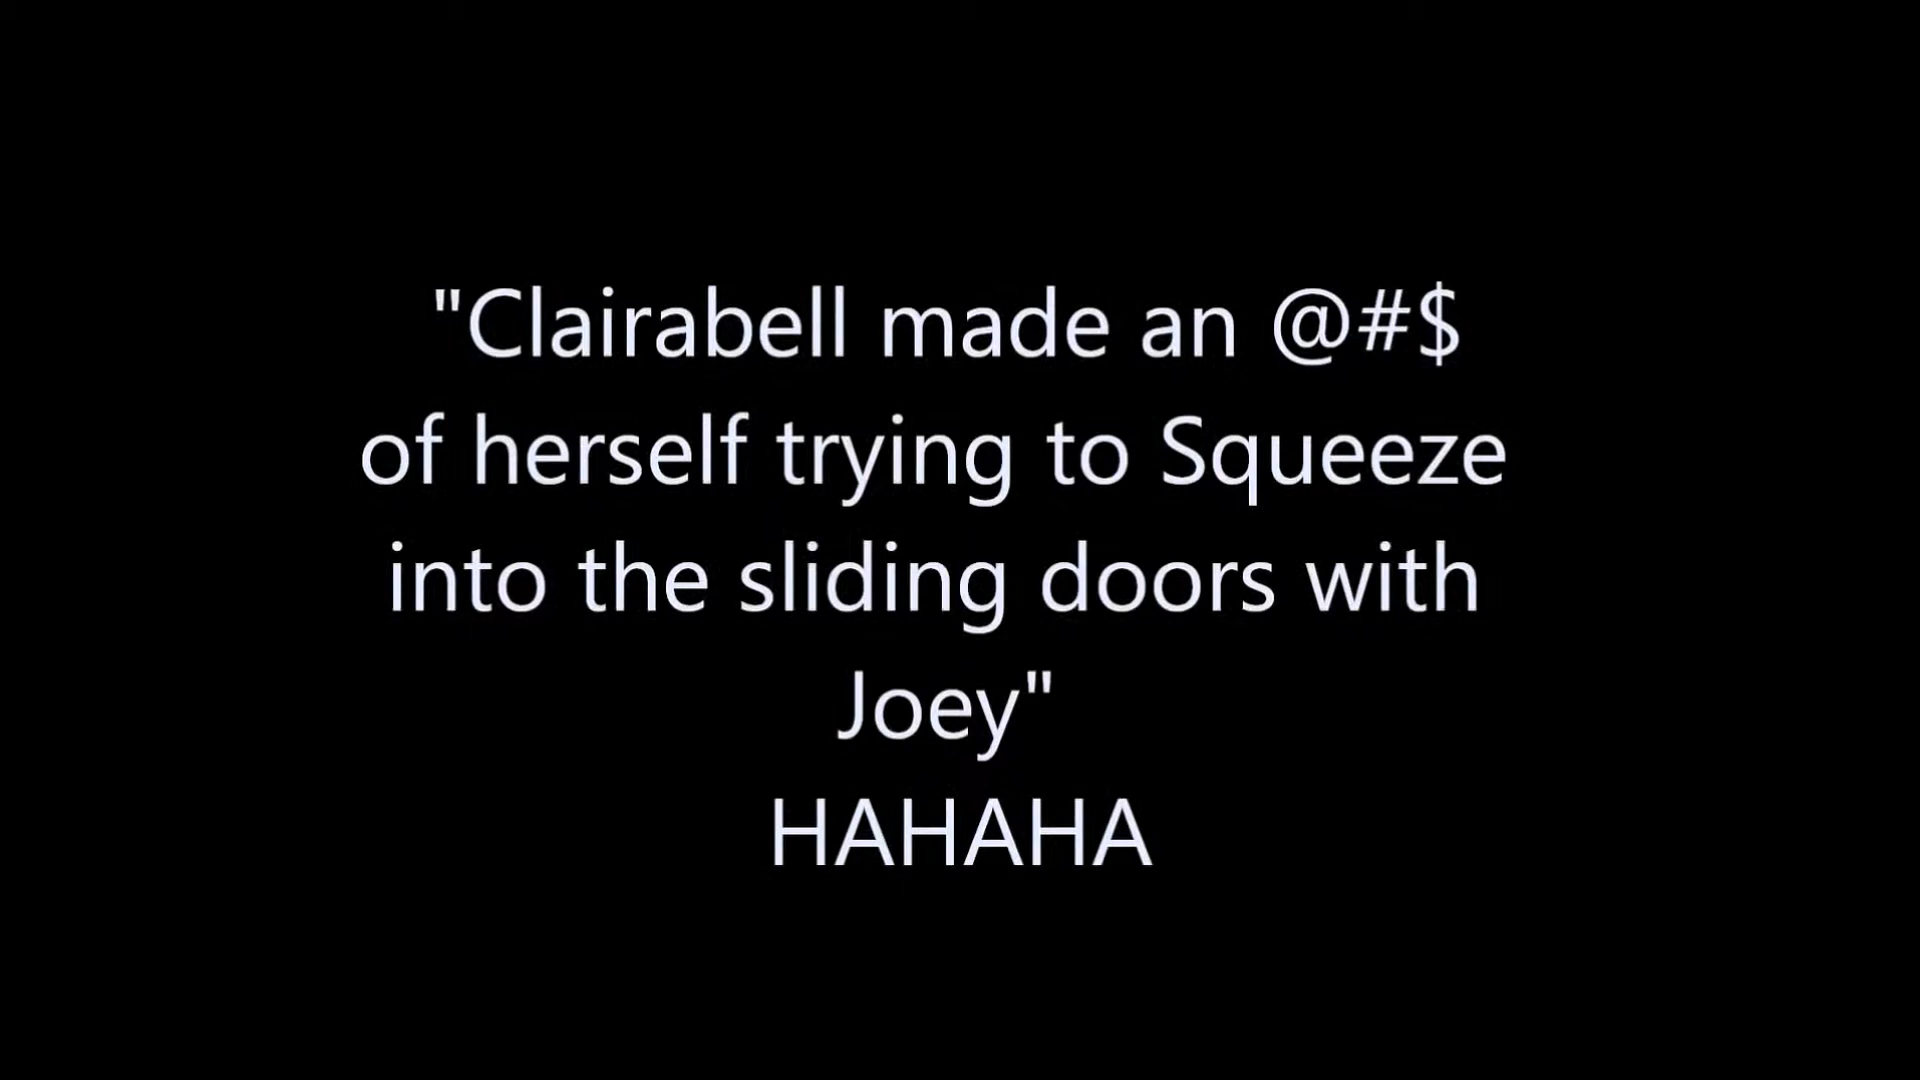 "Clairabell made an @#$
of herself trying to Squeeze
into the sliding doors with
Joey"
HAHAHA